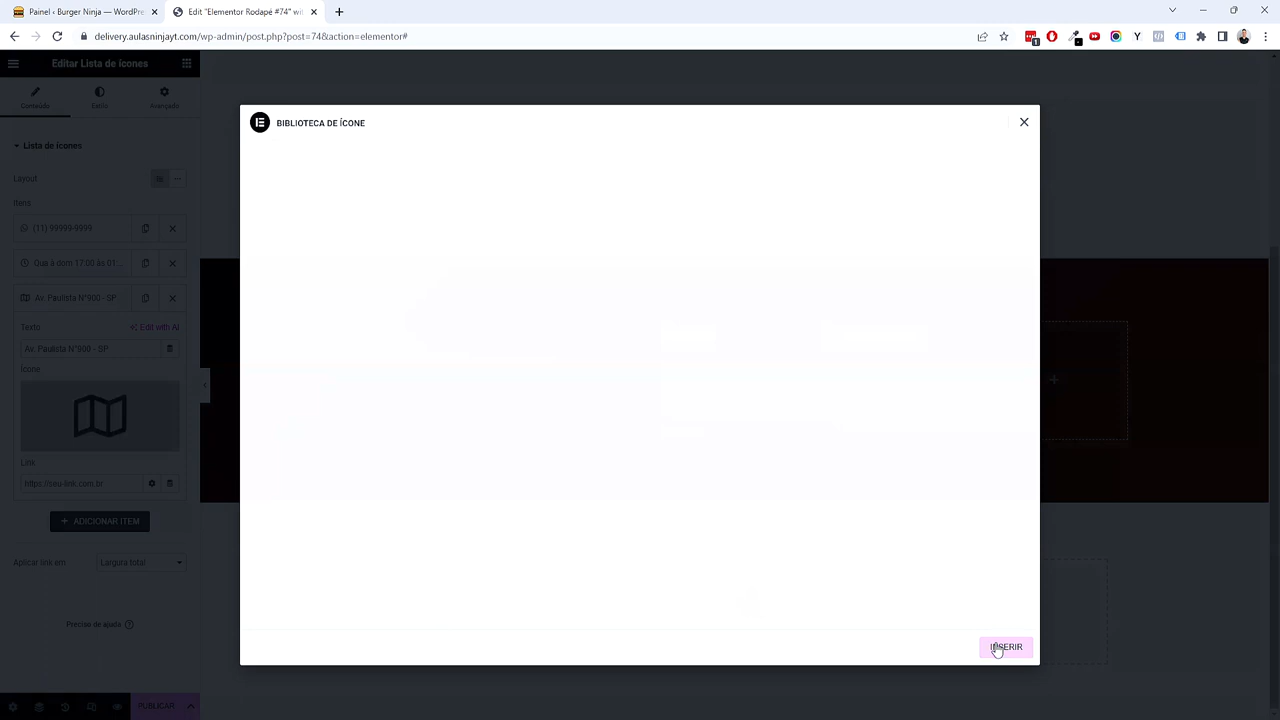 Painel ‹ Burger Ninja — WordPre
Edit "Elementor Rodapé #74" wit
delivery.aulasninjayt.com/wp-admin/post.php?post=74&action=elementor#
Editar Lista de ícones
Conteúdo
Estilo
Avançado
BIBLIOTECA DE ÍCONE
Lista de ícones
Layout
Itens
(11) 99999-9999
Qua à dom 17:00 às 01...
Av. Paulista N°900 - SP
Texto
Edit with AI
Av. Paulista N°900 - SP
Ícone
Link
https://seu-link.com.br
ADICIONAR ITEM
Aplicar link em
Largura total
Precisa de ajuda
INSERIR
PUBLICAR